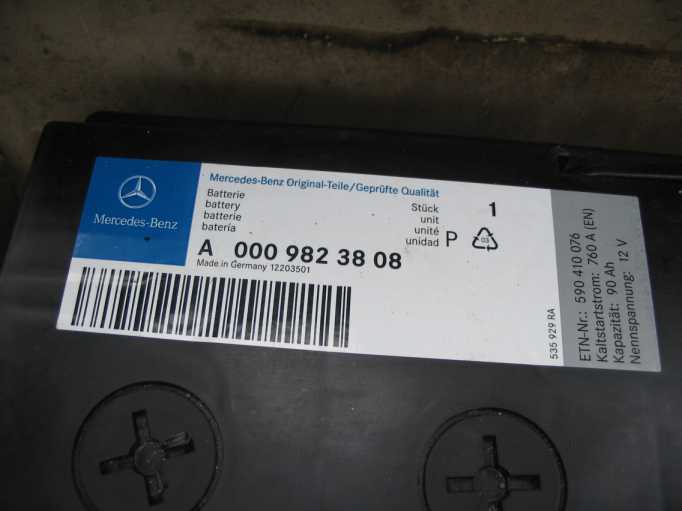 Mercedes-Benz
Mercedes-Benz Original-Teile/Geprüfte Qualität
Batterie
battery
batterie
batería
Stück
unit
unité
unidad
1
P
03
A 000 982 38 08
Made in Germany 12203501
535 929 RA
ETN-Nr.: 590 410 076
Kaltstartstrom: 760 A (EN)
Kapazität: 90 Ah
Nennspannung: 12 V